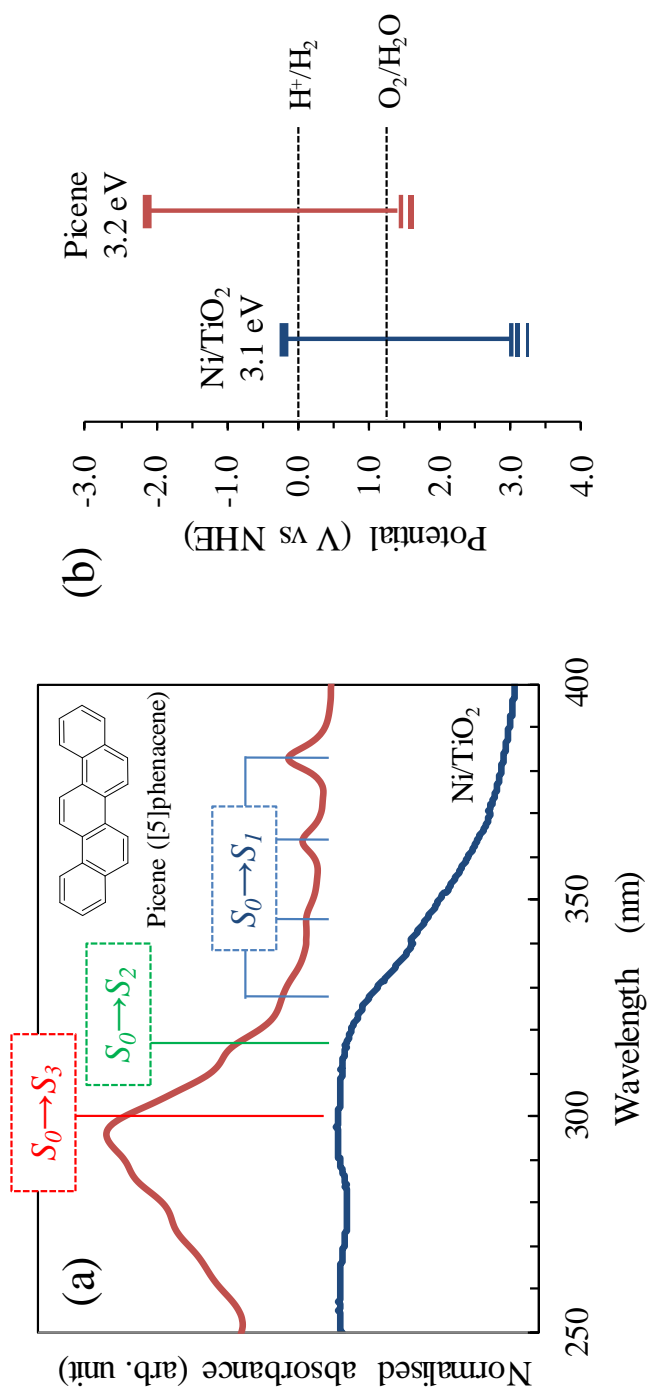 (a)
Normalised absorbance (arb. unit)
S0→S3
S0→S2
S0→S1
Picene ([5]phenacene)
Ni/TiO2
250
300
350
400
Wavelength (nm)
(b)
Potential (V vs NHE)
-3.0
-2.0
-1.0
0.0
1.0
2.0
3.0
4.0
Ni/TiO2
3.1 eV
Picene
3.2 eV
H+/H2
O2/H2O